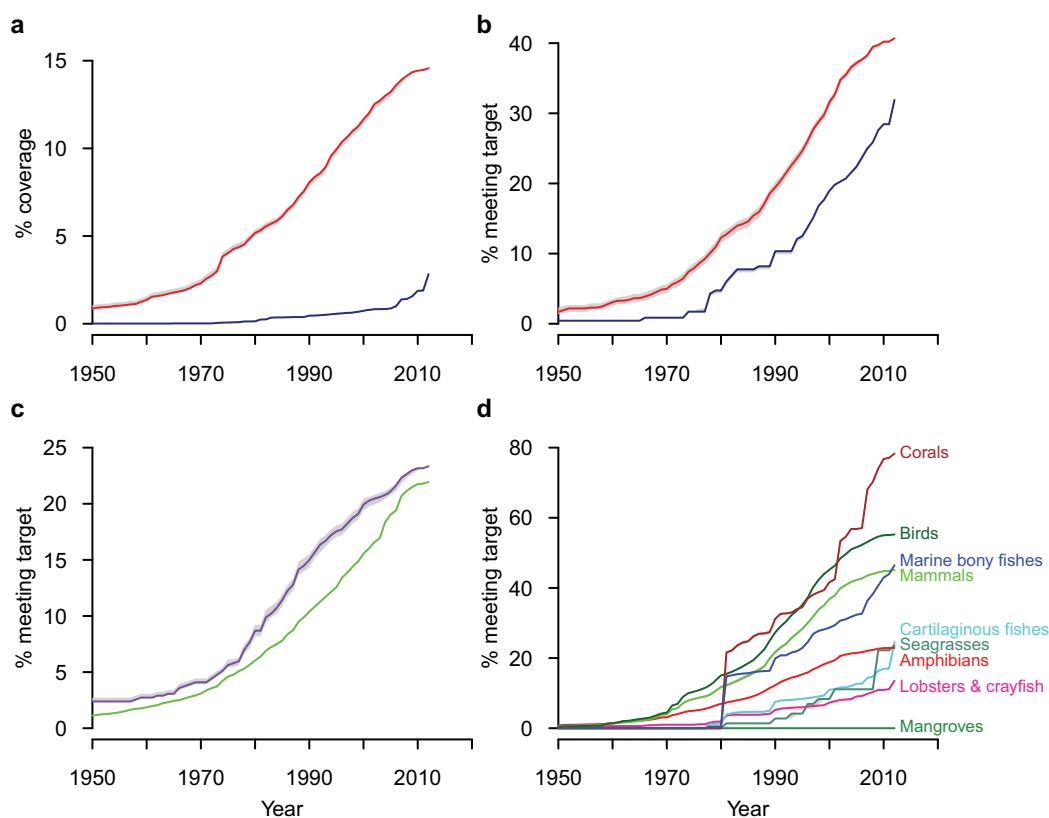 a
15
10
5
0
% coverage
1950 1970 1990 2010
b
40
30
20
10
0
% meeting target
1950 1970 1990 2010
c
25
20
15
10
5
0
% meeting target
1950 1970 1990 2010
Year
d
80
60
40
20
0
% meeting target
Corals
Birds
Marine bony fishes
Mammals
Cartilaginous fishes
Seagrasses
Amphibians
Lobsters & crayfish
Mangroves
1950 1970 1990 2010
Year